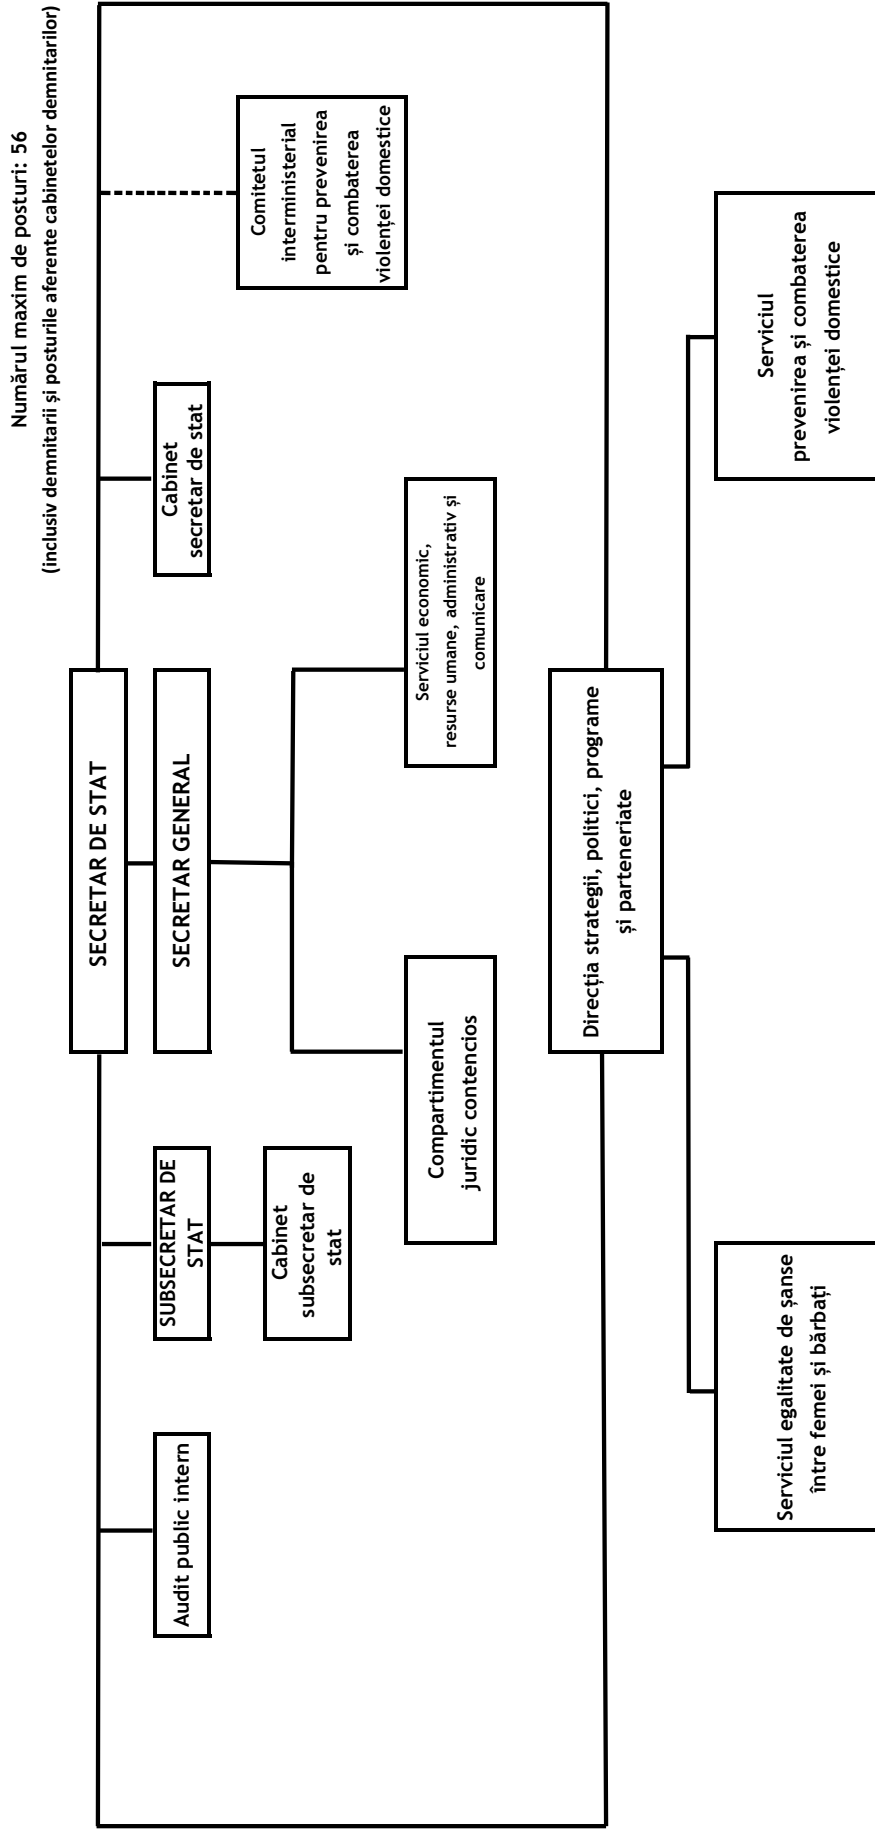 Numărul maxim de posturi: 56
(inclusiv demnitarii și posturile aferente cabinetelor demnitarilor)
SECRETAR DE STAT
Audit public intern
SUBSECRETAR DE
STAT
SECRETAR GENERAL
Cabinet
secretar de stat
Comitetul
interministerial
pentru prevenirea
și combaterea
violenței domestice
Cabinet
subsecretar de
stat
Compartimentul
juridic contencios
Serviciul economic,
resurse umane, administrativ și
comunicare
Direcția strategii, politici, programe
și parteneriate
Serviciul egalitate de șanse
între femei și bărbați
Serviciul
prevenirea și combaterea
violenței domestice